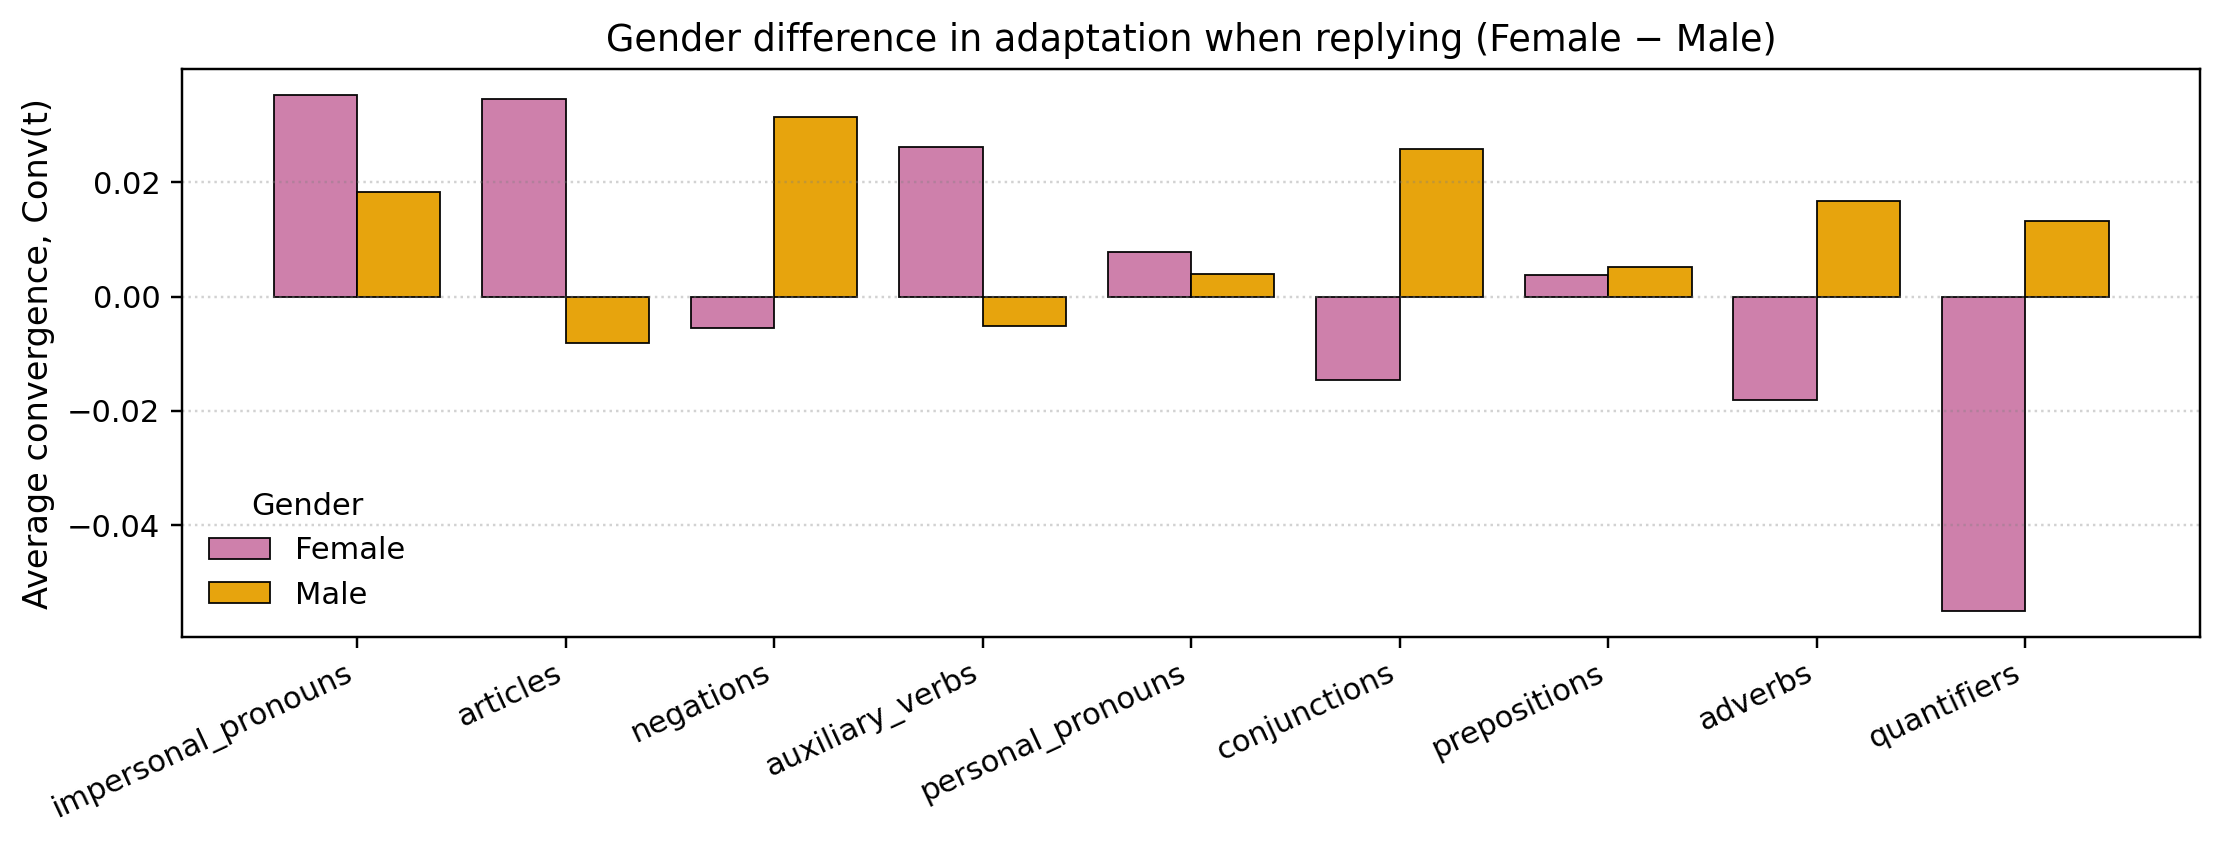 Gender difference in adaptation when replying (Female − Male)
Average convergence, Conv(t)
0.02
0.00
−0.02
−0.04
Gender
Female
Male
impersonal_pronouns
articles
negations
auxiliary_verbs
personal_pronouns
conjunctions
prepositions
adverbs
quantifiers